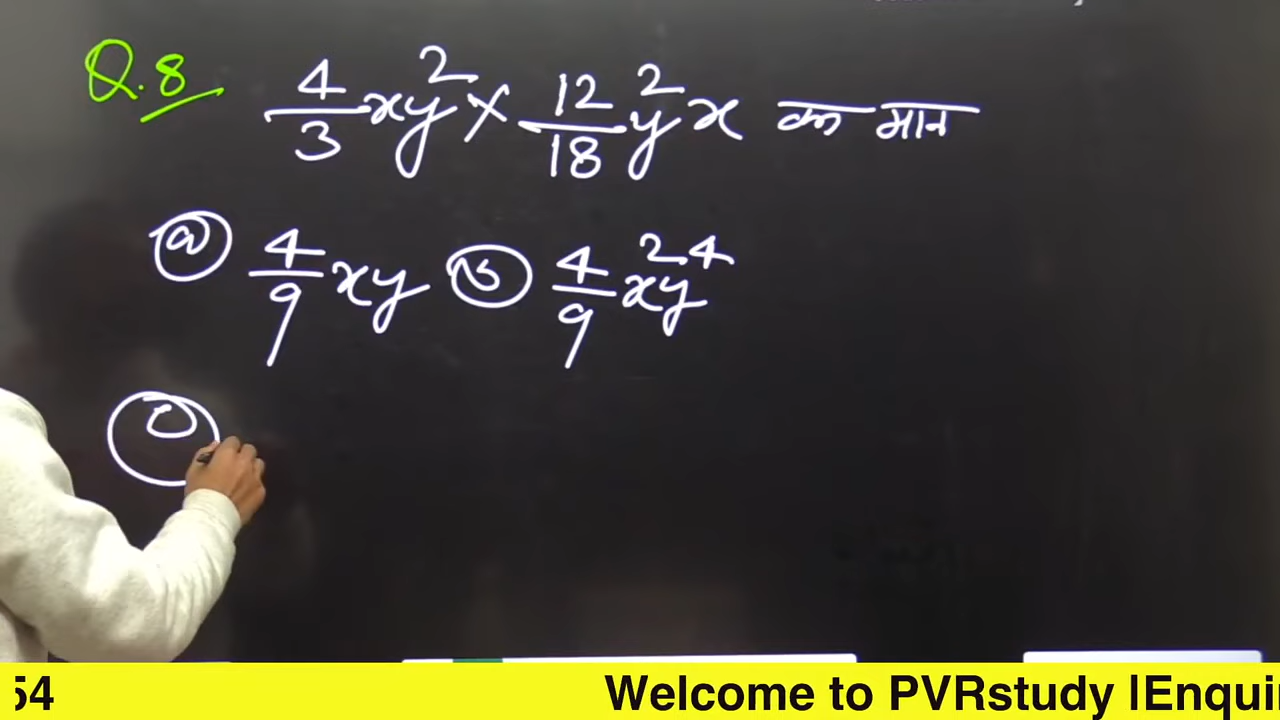 Q.8 4/3 xy² × 12/18 y²x क मान
(a) 4/9 xy (b) 4/9 x²y⁴
(c)
54 Welcome to PVRstudy |Enqui